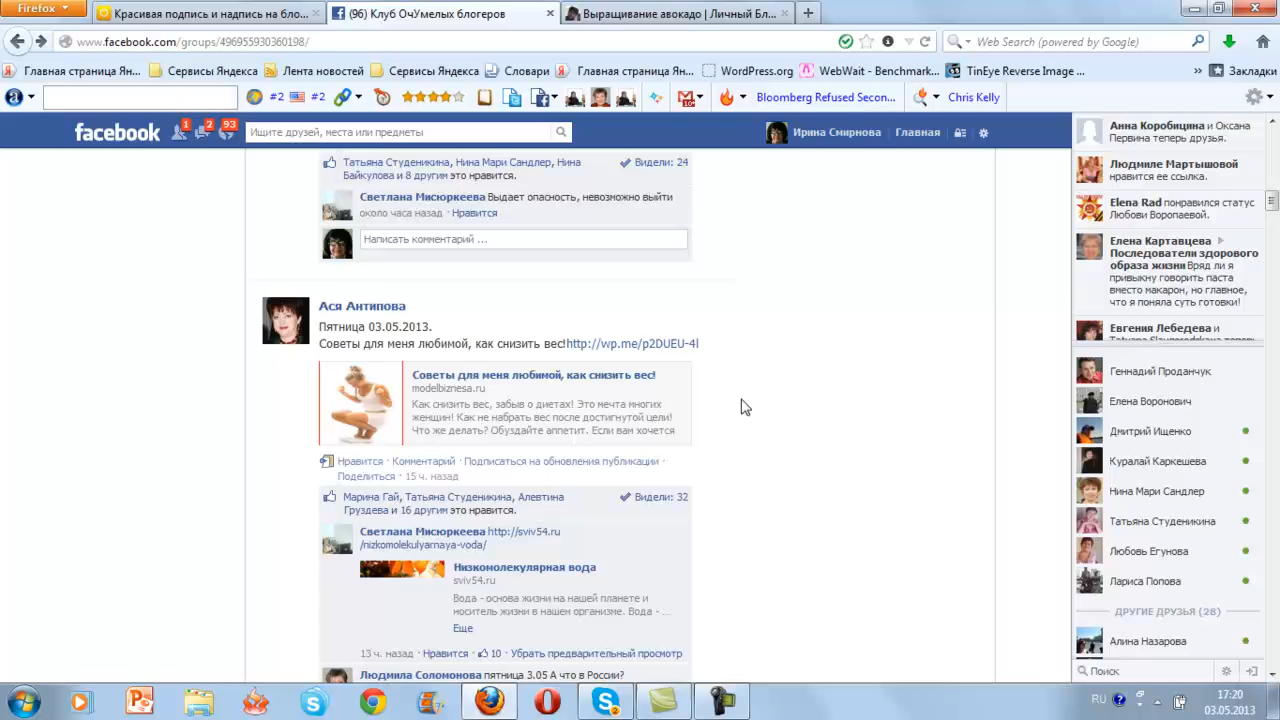 Firefox
Красивая подпись и надпись на бло...
(96) Клуб ОчУмелых блогеров
Выращивание авокадо | Личный Бл...
www.facebook.com/groups/496955930360198/
Web Search (powered by Google)
Главная страница Ян...
Сервисы Яндекса
Лента новостей
Сервисы Яндекса
Словари
Главная страница Ян...
WordPress.org
WebWait - Benchmark...
TinEye Reverse Image ...
Закладки
#2
#2
Bloomberg Refused Secon...
Chris Kelly
facebook
1
2
93
Ищите друзей, места или предметы
Ирина Смирнова
Главная
Татьяна Студеникина, Нина Мари Сандлер, Нина
Байкулова и 8 другим это нравится.
Видели: 24
Светлана Мисюркеева Выдает опасность, невозможно выйти
около часа назад · Нравится
Написать комментарий ...
Ася Антипова
Пятница 03.05.2013.
Советы для меня любимой, как снизить вес!http://wp.me/p2DUEU-4l
Советы для меня любимой, как снизить вес!
modelbiznesa.ru
Как снизить вес, забыв о диетах! Это мечта многих
женщин! Как не набрать вес после достигнутой цели!
Что же делать? Обуздайте аппетит. Если вам хочется
Нравится · Комментарий · Подписаться на обновления публикации ·
Поделиться · 15 ч. назад
Марина Гай, Татьяна Студеникина, Алевтина
Груздева и 16 другим это нравится.
Видели: 32
Светлана Мисюркеева http://sviv54.ru
/nizkomolekulyarnaya-voda/
Низкомолекулярная вода
sviv54.ru
Вода - основа жизни на нашей планете и
носитель жизни в нашем организме. Вода - ...
Еще
13 ч. назад · Нравится · 10 · Убрать предварительный просмотр
Людмила Соломонова пятница 3.05 А что в России?
Анна Коробицина и Оксана
Первина теперь друзья.
Людмиле Мартышовой
нравится ее ссылка.
Elena Rad понравился статус
Любови Воропаевой.
Елена Картавцева
Последователи здорового
образа жизни Вряд ли я
привыкну говорить паста
вместо макарон, но главное,
что я поняла суть готовки!
Евгения Лебедева и
Геннадий Проданчук
Елена Воронович
Дмитрий Ищенко
Куралай Каркешева
Нина Мари Сандлер
Татьяна Студеникина
Любовь Егунова
Лариса Попова
ДРУГИЕ ДРУЗЬЯ (28)
Алина Назарова
Поиск
RU
17:20
03.05.2013